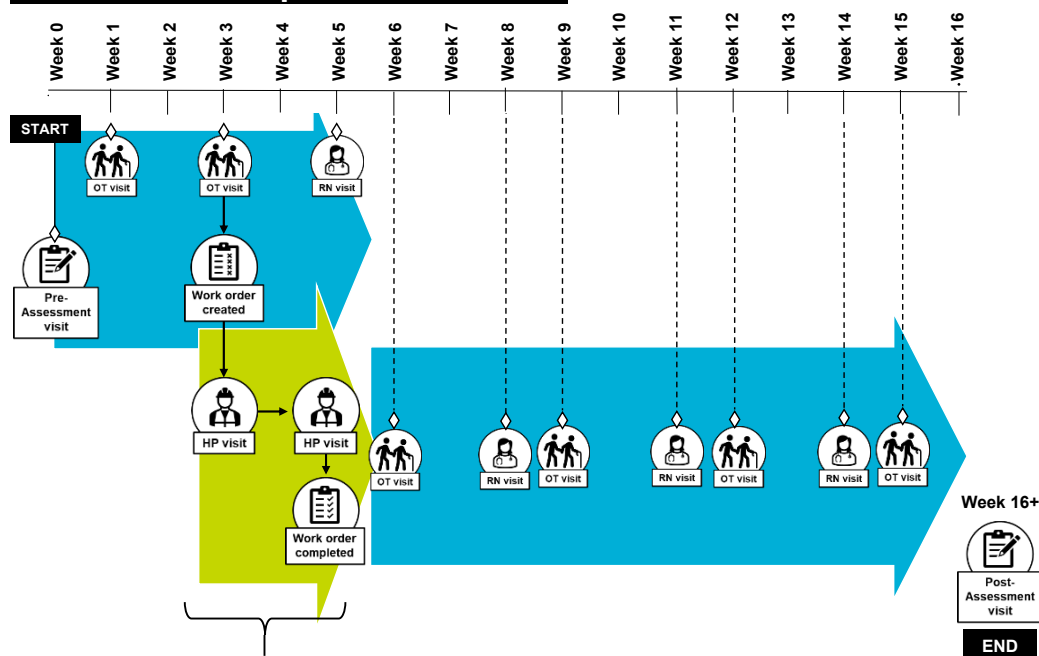 Week 0
Week 1
Week 2
Week 3
Week 4
Week 5
Week 6
Week 7
Week 8
Week 9
Week 10
Week 11
Week 12
Week 13
Week 14
Week 15
Week 16
START
OT visit
OT visit
RN visit
Pre-
Assessment
visit
Work order
created
HP visit
HP visit
Work order
completed
OT visit
RN visit
OT visit
RN visit
OT visit
RN visit
OT visit
Week 16+
Post-
Assessment
visit
END